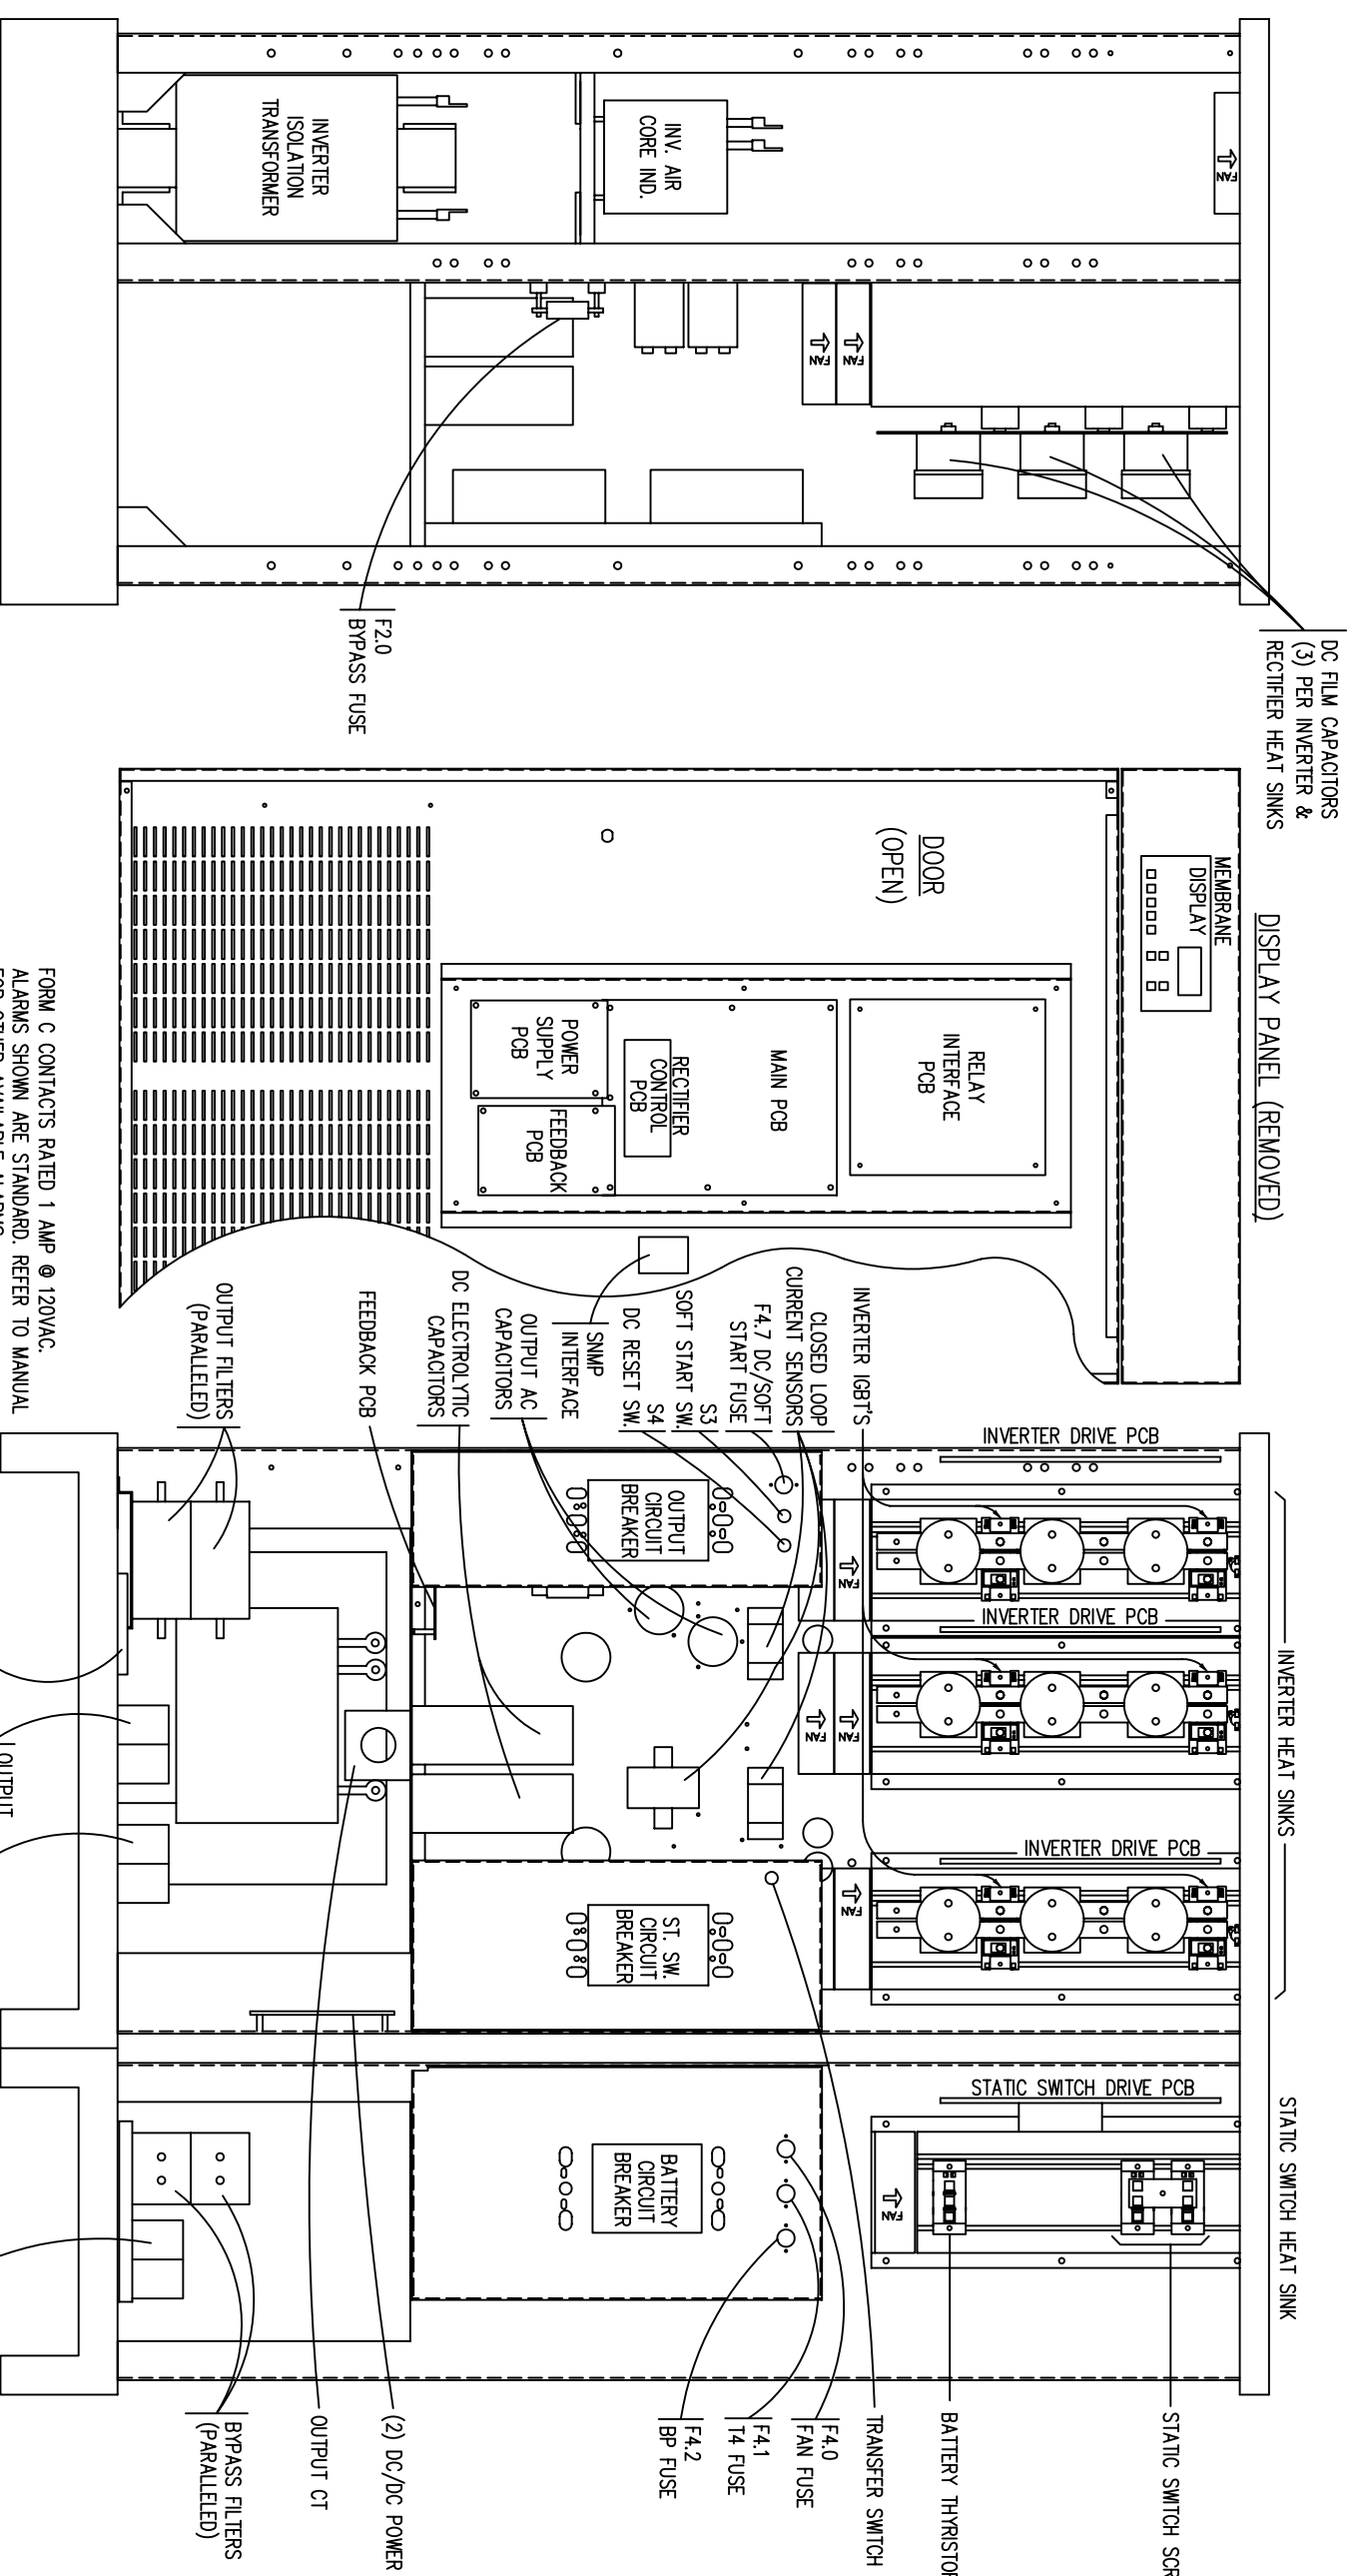 DC FILM CAPACITORS
(3) PER INVERTER &
RECTIFIER HEAT SINKS
FAN
INV. AIR
CORE IND.
INVERTER
ISOLATION
TRANSFORMER
FAN
FAN
F2.0
BYPASS FUSE
DISPLAY PANEL (REMOVED)
MEMBRANE
DISPLAY
DOOR
(OPEN)
RELAY
INTERFACE
PCB
MAIN PCB
RECTIFIER
CONTROL
PCB
POWER
SUPPLY
PCB
FEEDBACK
PCB
FORM C CONTACTS RATED 1 AMP @ 120VAC.
ALARMS SHOWN ARE STANDARD. REFER TO MANUAL
FOR OTHER AVAILABLE ALARMS
INVERTER IGBT'S
CLOSED LOOP
CURRENT SENSORS
F4.7 DC/SOFT
START FUSE
S3
SOFT START SW.
S4
DC RESET SW.
SNMP
INTERFACE
OUTPUT AC
CAPACITORS
DC ELECTROLYTIC
CAPACITORS
FEEDBACK PCB
OUTPUT FILTERS
(PARALLELED)
INVERTER HEAT SINKS
STATIC SWITCH HEAT SINK
INVERTER DRIVE PCB
INVERTER DRIVE PCB
INVERTER DRIVE PCB
STATIC SWITCH DRIVE PCB
FAN
FAN
FAN
FAN
FAN
OUTPUT
CIRCUIT
BREAKER
ST. SW.
CIRCUIT
BREAKER
BATTERY
CIRCUIT
BREAKER
OUTPUT
STATIC SWITCH SCR
BATTERY THYRISTOR
TRANSFER SWITCH
F4.0
FAN FUSE
F4.1
T4 FUSE
F4.2
BP FUSE
(2) DC/DC POWER
OUTPUT CT
BYPASS FILTERS
(PARALLELED)